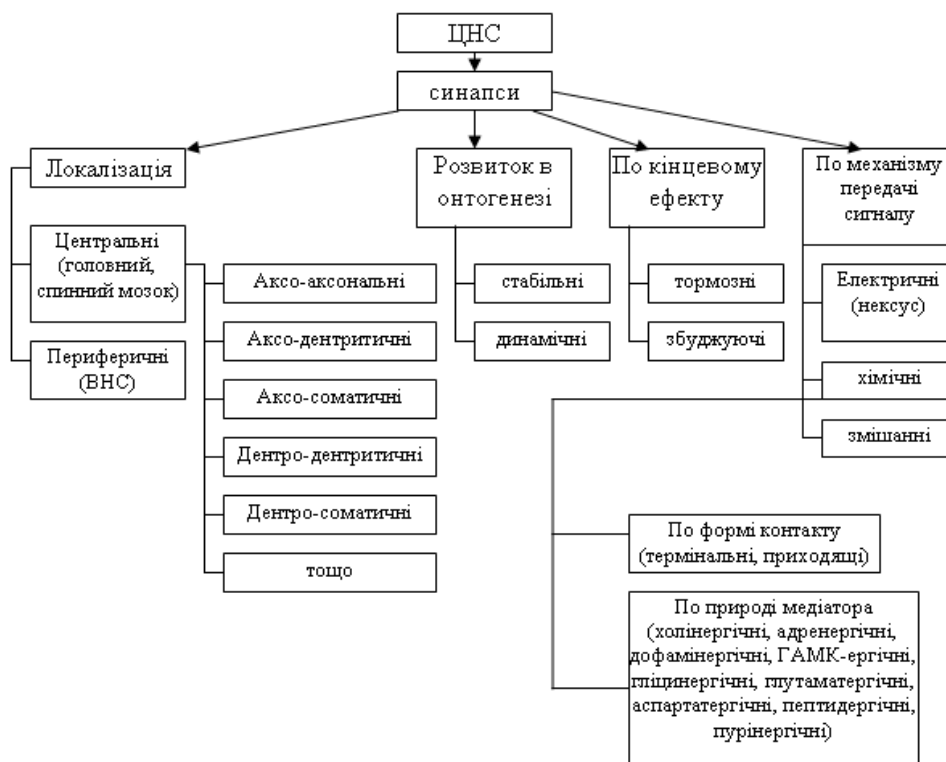 ЦНС
синапси
Локалізація
Розвиток в
онтогенезі
По кінцевому
ефекту
По механізму
передачі
сигналу
Центральні
(головний,
спинний мозок)
Периферичні
(ВНС)
Аксо-аксональні
Аксо-дентритичні
Аксо-соматичні
Дентро-дентритичні
Дентро-соматичні
тощо
стабільні
динамічні
тормозні
збуджуючі
Електричні
(нексус)
хімічні
змішанні
По формі контакту
(термінальні, приходящі)
По природі медіатора
(холінергічні, адренергічні,
дофамінергічні, ГАМК-ергічні,
гліцинергічні, глутаматергічні,
аспартатергічні, пептидергічні,
пурінергічні)